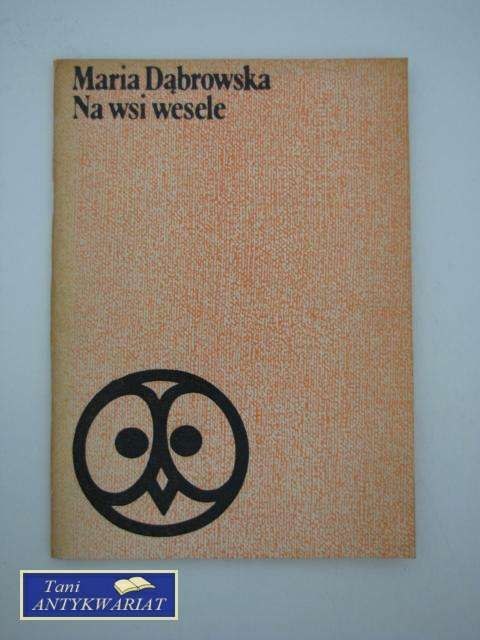 Maria Dąbrowska
Na wsi wesele
Tani
ANTYKWARIAT